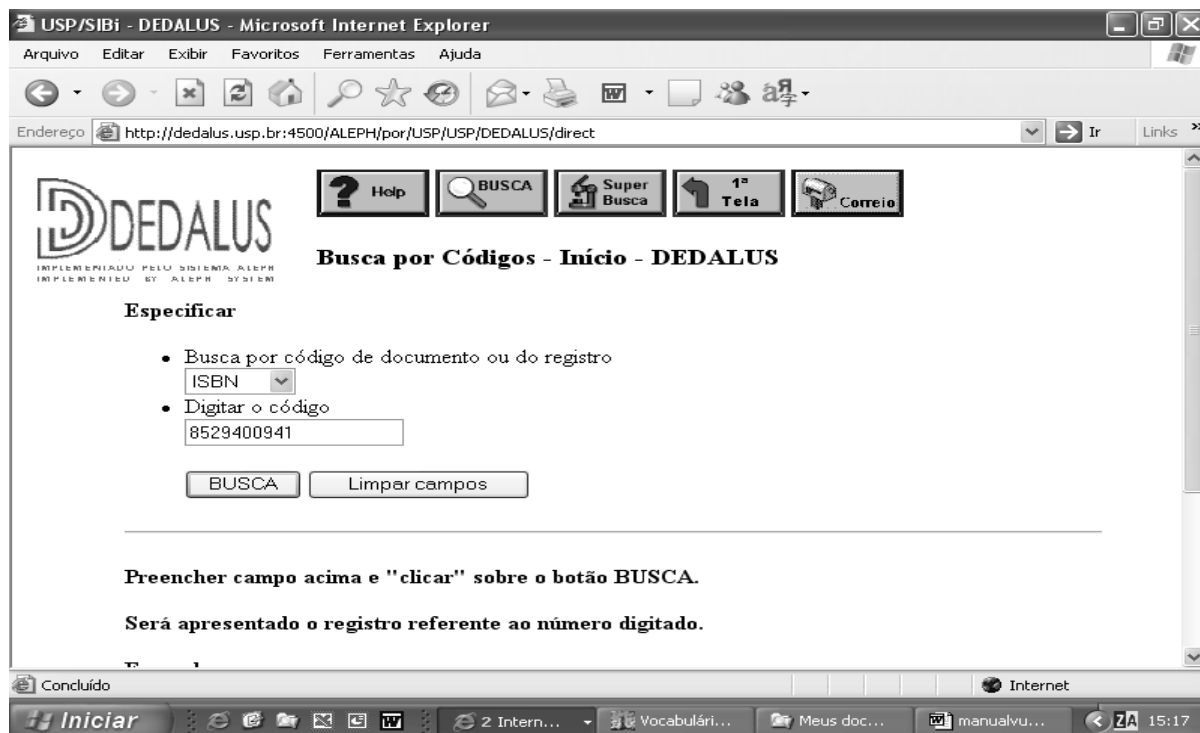 USP/SIBi - DEDALUS - Microsoft Internet Explorer
Arquivo Editar Exibir Favoritos Ferramentas Ajuda
Endereço http://dedalus.usp.br:4500/ALEPH/por/USP/USP/DEDALUS/direct Ir Links »
Help BUSCA Super Busca 1ª Tela Correio
DEDALUS
IMPLEMENTADO PELO SISTEMA ALEPH
IMPLEMENTED BY ALEPH SYSTEM
Busca por Códigos - Início - DEDALUS
Especificar
• Busca por código de documento ou do registro
ISBN
• Digitar o código
8529400941
BUSCA Limpar campos
Preencher campo acima e "clicar" sobre o botão BUSCA.
Será apresentado o registro referente ao número digitado.
Concluído Internet
Iniciar 2 Intern... Vocabulári... Meus doc... manualvu... ZA 15:17